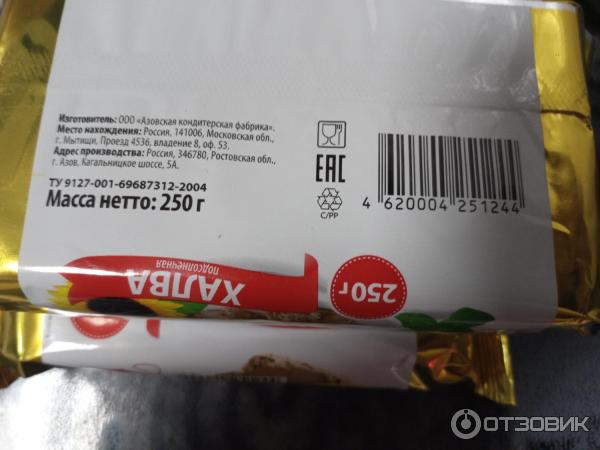 Изготовитель: ООО «Азовская кондитерская фабрика».
Место нахождения: Россия, 141006, Московская обл.,
г. Мытищи, Проезд 4536, владение 8, оф. 53.
Адрес производства: Россия, 346780, Ростовская обл.,
г. Азов, Кагальницкое шоссе, 5А.
ТУ 9127-001-69687312-2004
Масса нетто: 250 г
EAC
C/PP
4 620004 251244
ХАЛВА
подсолнечная
250 г
ОТЗОВИК